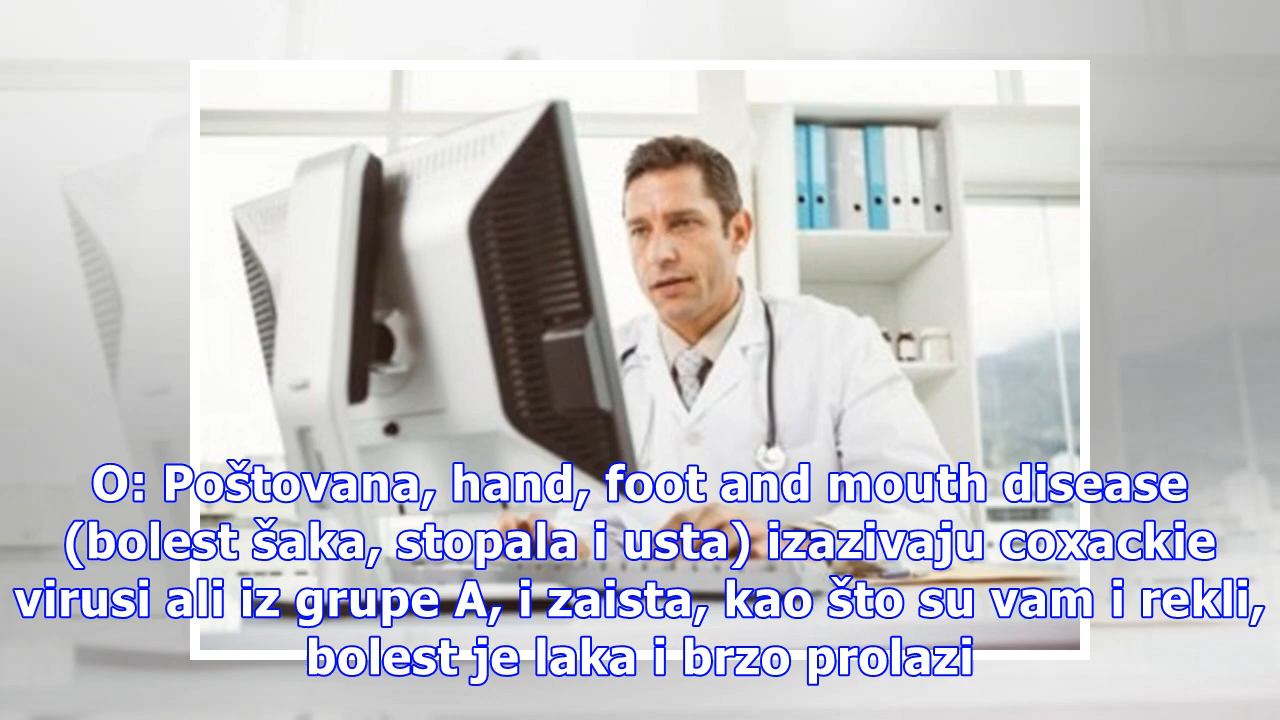 O: Poštovana, hand, foot and mouth disease
(bolest šaka, stopala i usta) izazivaju coxackie
virusi ali iz grupe A, i zaista, kao što su vam i rekli,
bolest je laka i brzo prolazi